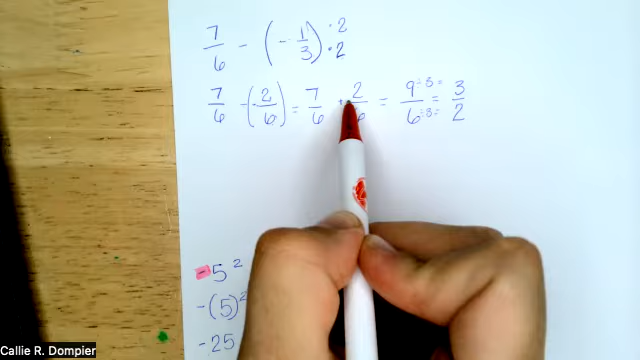 7/6 - (- 1/3) · 2 · 2
7/6 - (2/6) = 7/6 + 2/6 = 9÷3=/6÷3= = 3/2
-5²
-(5)²
-25
Callie R. Dompier